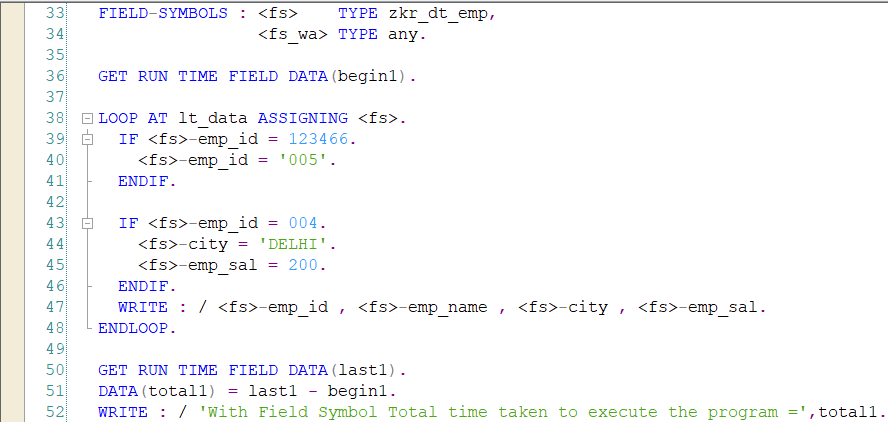 33 FIELD-SYMBOLS : <fs> TYPE zkr_dt_emp,
34 <fs_wa> TYPE any.
35
36 GET RUN TIME FIELD DATA(begin1).
37
38 LOOP AT lt_data ASSIGNING <fs>.
39 IF <fs>-emp_id = 123466.
40 <fs>-emp_id = '005'.
41 ENDIF.
42
43 IF <fs>-emp_id = 004.
44 <fs>-city = 'DELHI'.
45 <fs>-emp_sal = 200.
46 ENDIF.
47 WRITE : / <fs>-emp_id , <fs>-emp_name , <fs>-city , <fs>-emp_sal.
48 ENDLOOP.
49
50 GET RUN TIME FIELD DATA(last1).
51 DATA(total1) = last1 - begin1.
52 WRITE : / 'With Field Symbol Total time taken to execute the program =',total1.